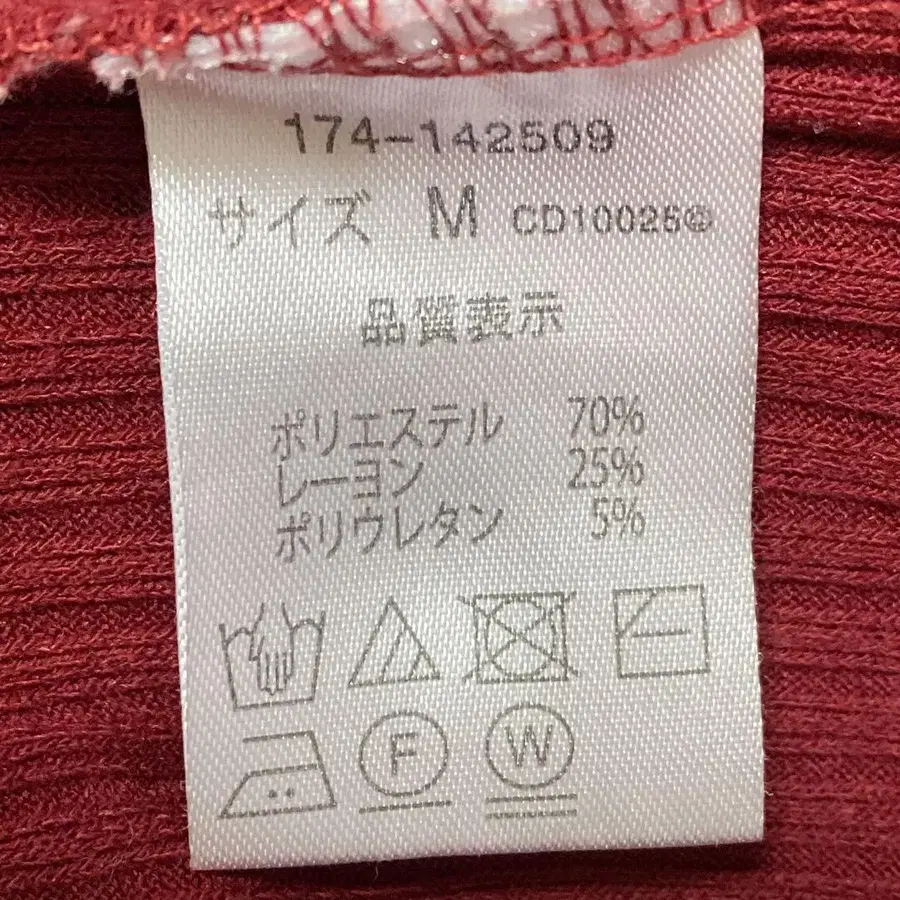 174-142509
サイズ M CD10025©
品質表示
ポリエステル 70%
レーヨン 25%
ポリウレタン 5%
F W